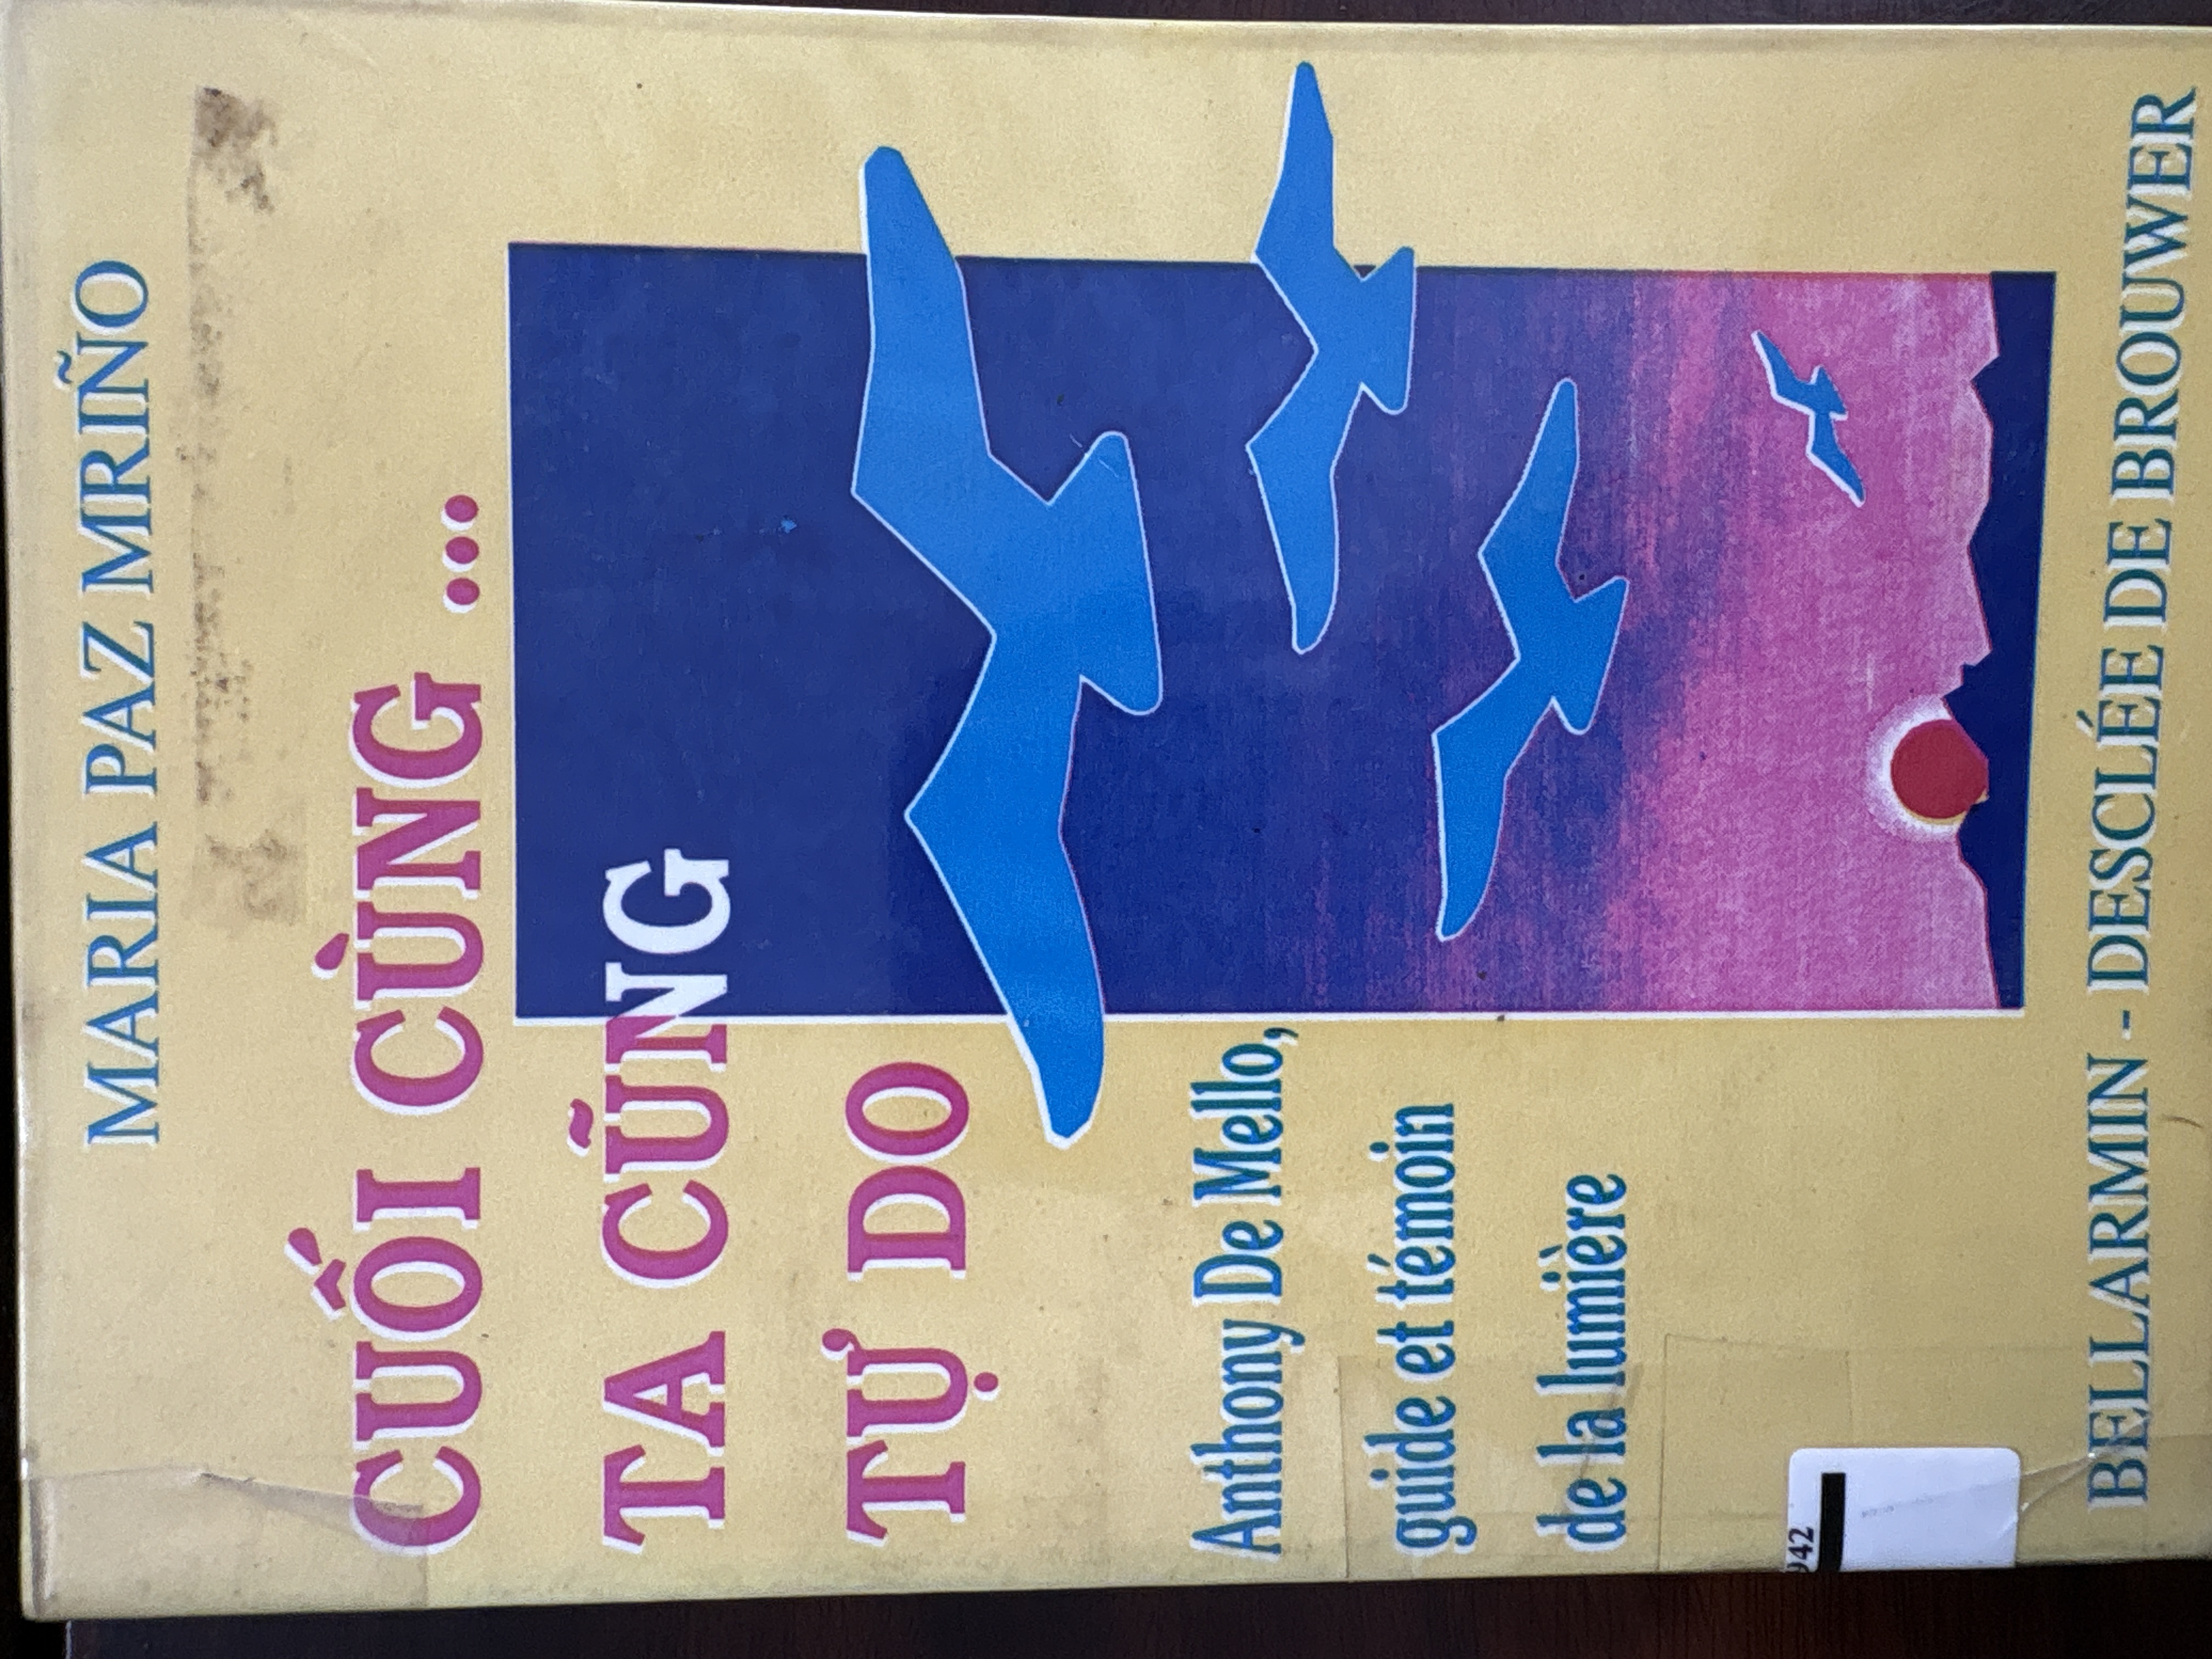 MARIA PAZ MRIÑO
CUỐI CÙNG ...
TA CŨNG
TỰ DO
Anthony De Mello,
guide et témoin
de la lumière
942
BELLARMIN - DESCLÉE DE BROUWER